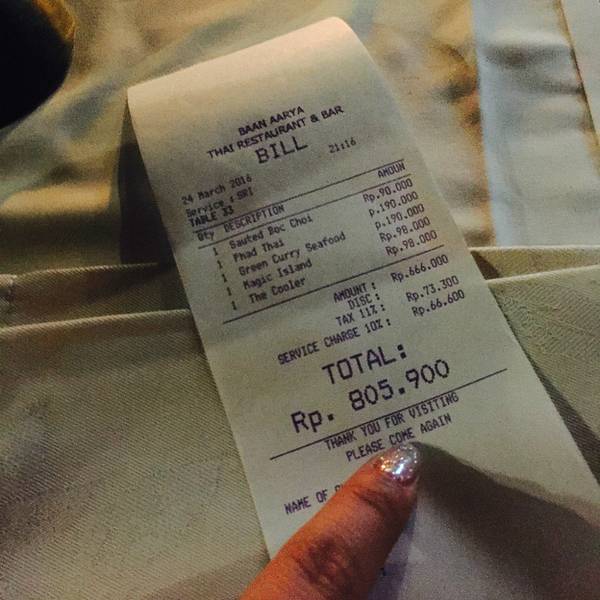 BAAN AARYA
THAI RESTAURANT & BAR
BILL
24 March 2016 21:16
Service : SRI
TABLE 33
Qty DESCRIPTION AMOUN
1 Sauted Boc Choi Rp.90.000
1 Phad Thai p.190.000
1 Green Curry Seafood p.190.000
1 Magic Island Rp.98.000
1 The Cooler Rp.98.000
AMOUNT : Rp.666.000
DISC :
TAX 11% : Rp.73.300
SERVICE CHARGE 10% : Rp.66.600
TOTAL:
Rp. 805.900
THANK YOU FOR VISITING
PLEASE COME AGAIN
NAME OF